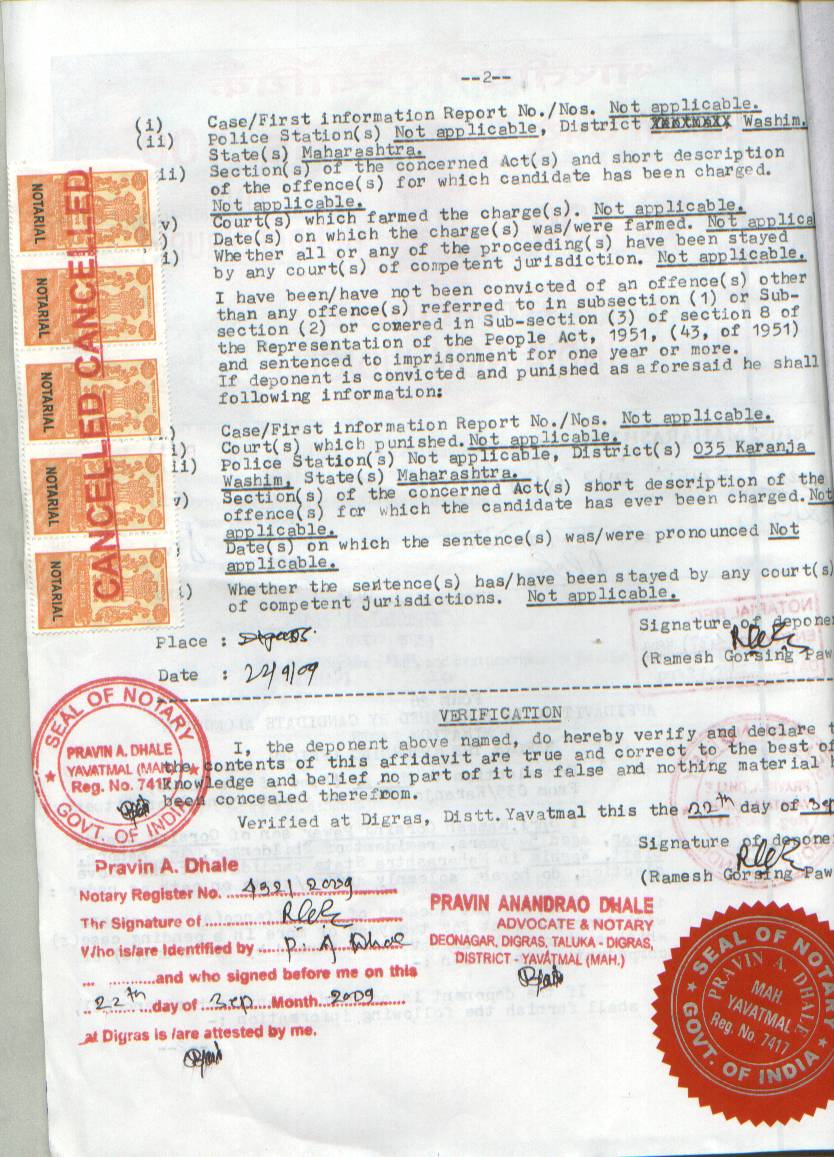 --2--
(i) Case/First information Report No./Nos. Not applicable.
(ii) Police Station(s) Not applicable, District Washim,
State(s) Maharashtra.
ii) Section(s) of the concerned Act(s) and short description
of the offence(s) for which candidate has been charged.
Not applicable.
v) Court(s) which farmed the charge(s). Not applicable.
Date(s) on which the charge(s) was/were farmed. Not applica
i) Whether all or any of the proceeding(s) have been stayed
by any court(s) of competent jurisdiction. Not applicable.
I have been/have not been convicted of an offence(s) other
than any offence(s) referred to in subsection (1) or Sub-
section (2) or covered in Sub-section (3) of section 8 of
the Representation of the People Act, 1951, (43, of 1951)
and sentenced to imprisonment for one year or more.
If deponent is convicted and punished as aforesaid he shall
following information:
.) Case/First information Report No./Nos. Not applicable.
i) Court(s) which punished. Not applicable.
ii) Police Station(s) Not applicable, District(s) 035 Karanja
Washim, State(s) Maharashtra.
v) Section(s) of the concerned Act(s) short description of the
offence(s) for which the candidate has ever been charged. Not
applicable.
Date(s) on which the sentence(s) was/were pronounced Not
applicable.
i) Whether the sentence(s) has/have been stayed by any court(s)
of competent jurisdictions. Not applicable.
NOTARIAL
NOTARIAL
NOTARIAL
NOTARIAL
NOTARIAL
CANCELLED CANCELLED
Signature of depone
Place : Digras.
(Ramesh Gorsing Paw
Date : 22/9/09
VERIFICATION
I, the deponent above named, do hereby verify and declare t
the contents of this affidavit are true and correct to the best of
knowledge and belief no part of it is false and nothing material h
been concealed therefrom.
Verified at Digras, Distt. Yavatmal this the 22th day of
Signature of depone
(Ramesh Gorsing Paw
SEAL OF NOTARY
PRAVIN A. DHALE
YAVATMAL (MAH.)
Reg. No. 7417
GOVT. OF INDIA
Pravin A. Dhale
Notary Register No. 4321/2009
Thr Signature of
Who is/are Identified by P. A Dhale
and who signed before me on this
22th day of Sep Month 2009
at Digras is /are attested by me.
PRAVIN ANANDRAO DHALE
ADVOCATE & NOTARY
DEONAGAR, DIGRAS, TALUKA - DIGRAS,
DISTRICT - YAVATMAL (MAH.)
SEAL OF NOTA
PRAVIN A. DHALE
MAH.
YAVATMAL
Reg. No. 7417
GOVT. OF INDIA